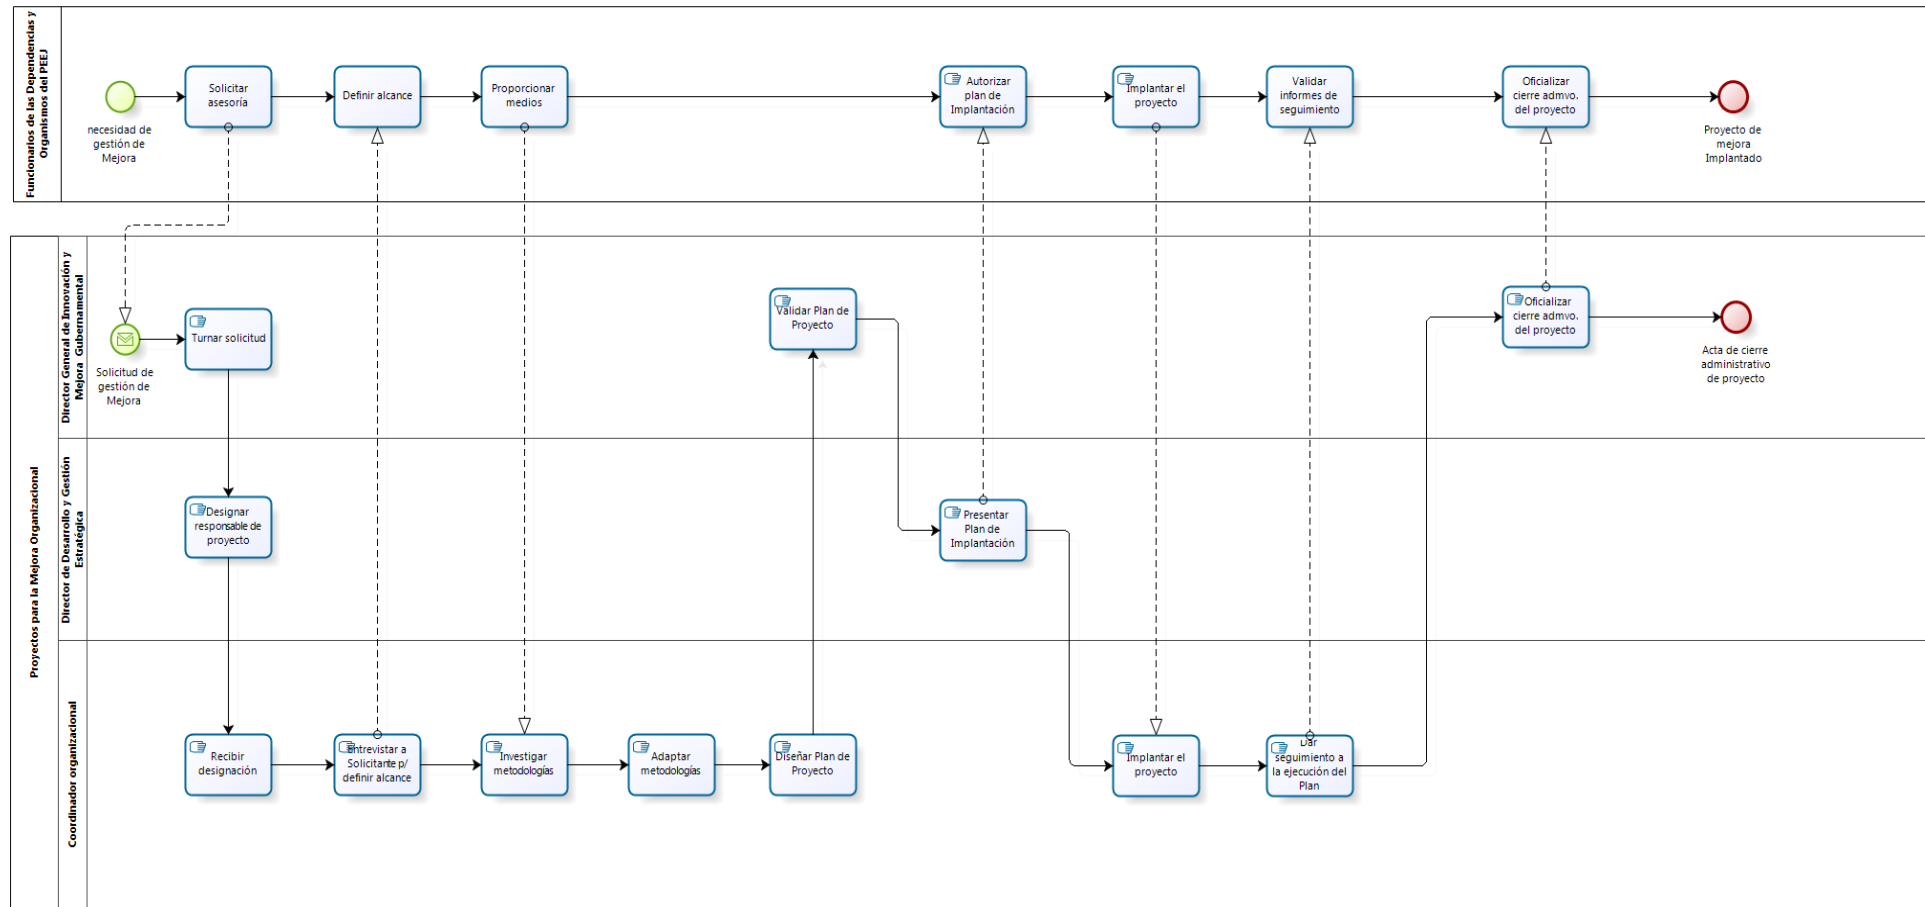 Funcionarios de las Dependencias y
Organismos del PEEJ
necesidad de
gestión de
Mejora
Solicitar
asesoría
Definir alcance
Proporcionar
medios
Autorizar
plan de
Implantación
Implantar el
proyecto
Validar
informes de
seguimiento
Oficializar
cierre admvo.
del proyecto
Proyecto de
mejora
Implantado
Proyectos para la Mejora Organizacional
Director General de Innovación y
Mejora Gubernamental
Solicitud de
gestión de
Mejora
Turnar solicitud
Validar Plan de
Proyecto
Oficializar
cierre admvo.
del proyecto
Acta de cierre
administrativo
de proyecto
Director de Desarrollo y Gestión
Estratégica
Designar
responsable de
proyecto
Presentar
Plan de
Implantación
Coordinador organizacional
Recibir
designación
Entrevistar a
Solicitante p/
definir alcance
Investigar
metodologías
Adaptar
metodologías
Diseñar Plan de
Proyecto
Implantar el
proyecto
Dar
seguimiento a
la ejecución del
Plan